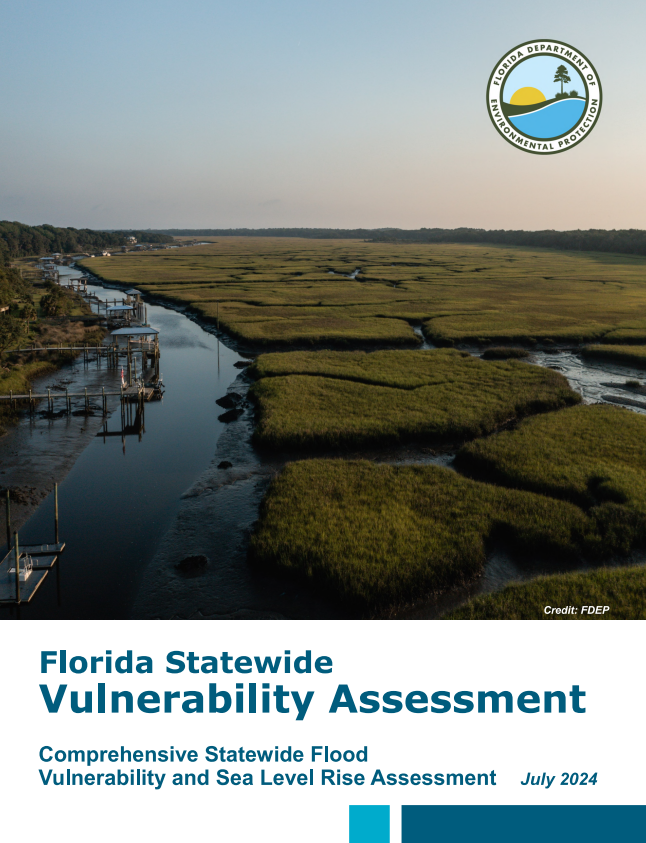 FLORIDA DEPARTMENT OF
ENVIRONMENTAL PROTECTION
Credit: FDEP
Florida Statewide
Vulnerability Assessment
Comprehensive Statewide Flood
Vulnerability and Sea Level Rise Assessment July 2024